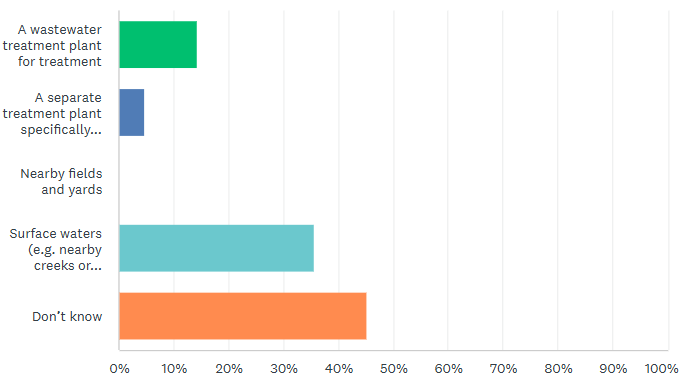 A wastewater
treatment plant
for treatment
A separate
treatment plant
specifically...
Nearby fields
and yards
Surface waters
(e.g. nearby
creeks or...
Don't know
0% 10% 20% 30% 40% 50% 60% 70% 80% 90% 100%